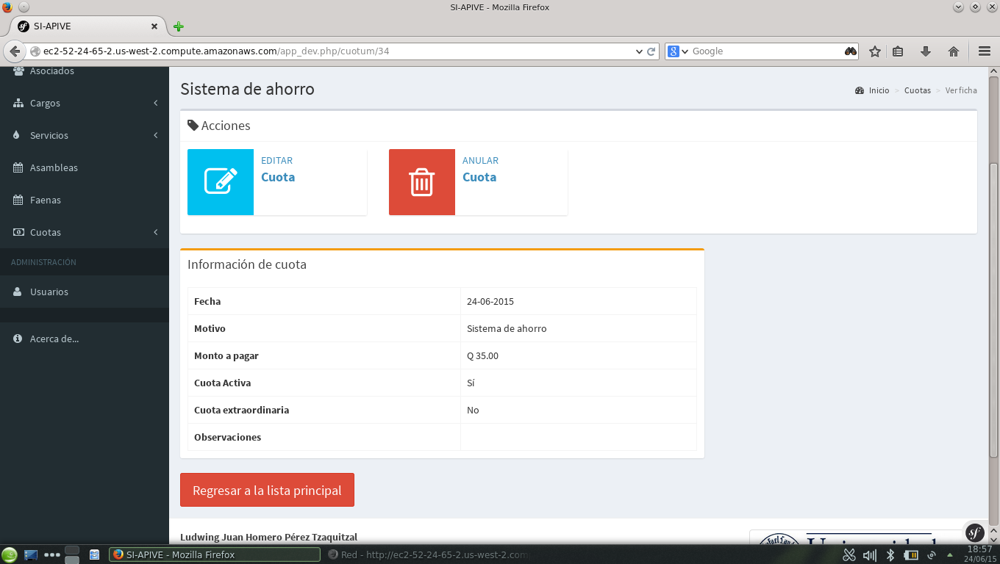 SI-APIVE - Mozilla Firefox
SI-APIVE
ec2-52-24-65-2.us-west-2.compute.amazonaws.com/app_dev.php/cuotum/34
Google
Asociados
Cargos
Servicios
Asambleas
Faenas
Cuotas
ADMINISTRACIÓN
Usuarios
Acerca de...
Sistema de ahorro
Inicio > Cuotas > Ver ficha
Acciones
EDITAR
Cuota
ANULAR
Cuota
Información de cuota
Fecha 24-06-2015
Motivo Sistema de ahorro
Monto a pagar Q 35.00
Cuota Activa Sí
Cuota extraordinaria No
Observaciones
Regresar a la lista principal
Ludwing Juan Homero Pérez Tzaquitzal
SI-APIVE - Mozilla Firefox
Red - http://ec2-52-24-65-2.us-west-2.com
18:57
24/06/15